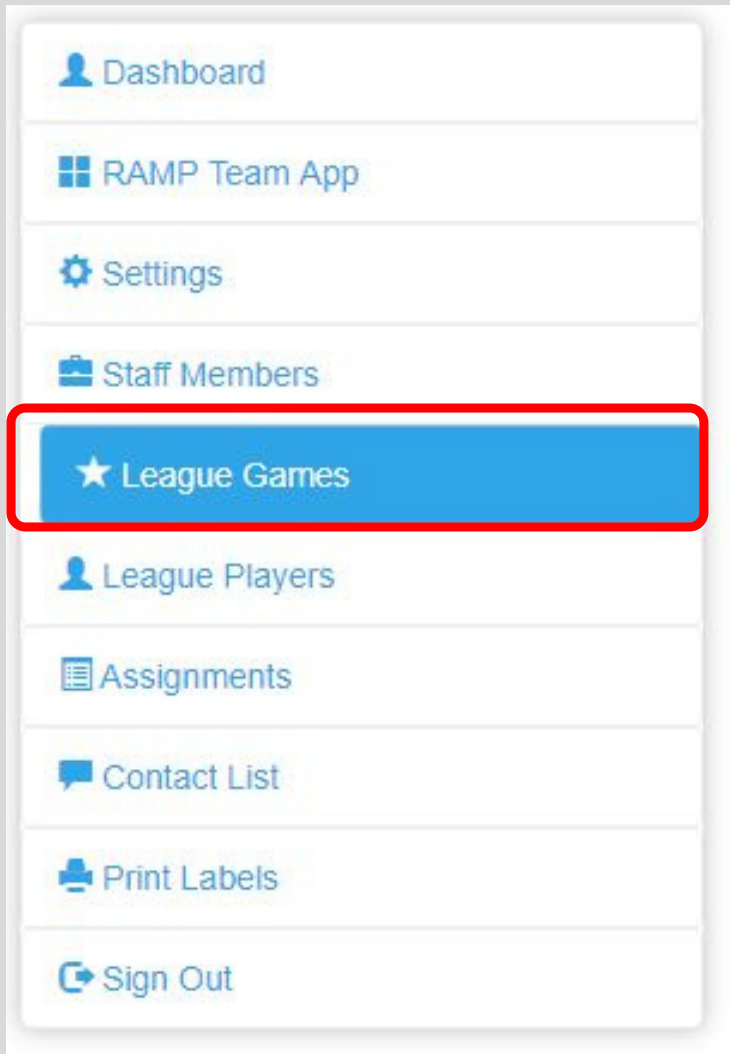 Dashboard
RAMP Team App
Settings
Staff Members
League Games
League Players
Assignments
Contact List
Print Labels
Sign Out